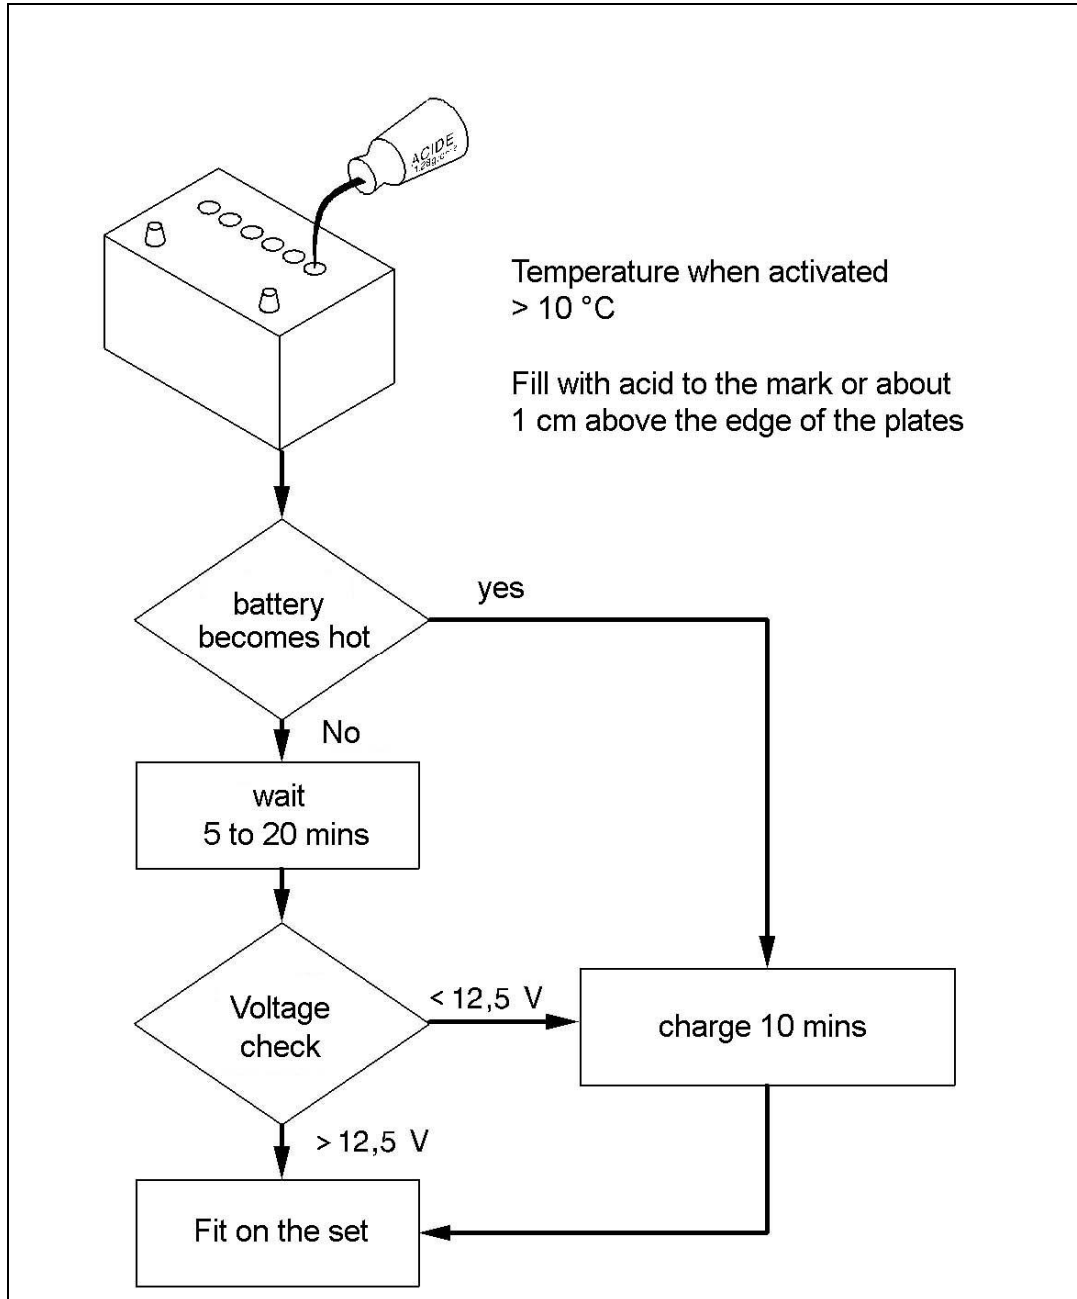 ACIDE
Temperature when activated
> 10 °C
Fill with acid to the mark or about
1 cm above the edge of the plates
battery
becomes hot
yes
No
wait
5 to 20 mins
Voltage
check
< 12,5 V
charge 10 mins
> 12,5 V
Fit on the set